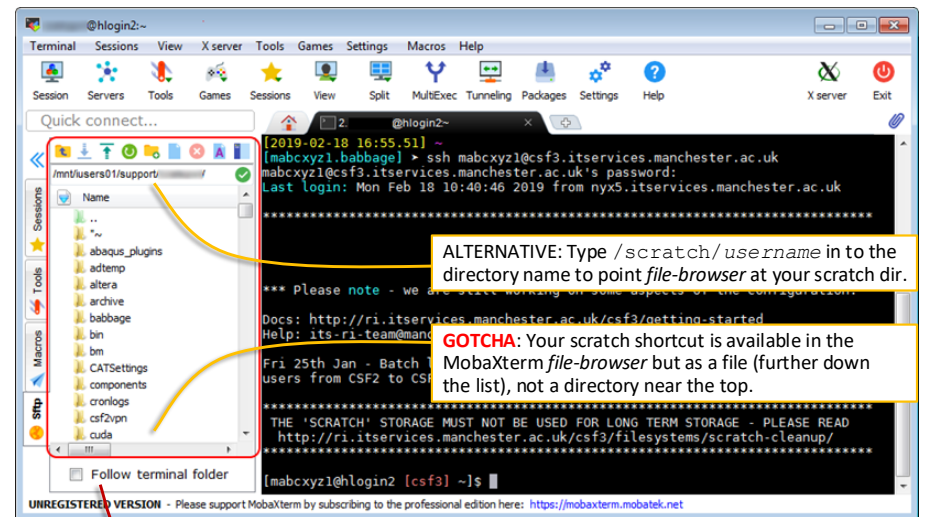 @hlogin2:~
Terminal Sessions View X server Tools Games Settings Macros Help
Session Servers Tools Games Sessions View Split MultiExec Tunneling Packages Settings Help X server Exit
Quick connect...
2. @hlogin2:~
/mnt/iusers01/support/ /
Name
..
"~
abaqus_plugins
adtemp
altera
archive
babbage
bin
bm
CATSettings
components
cronlogs
csf2vpn
cuda
Follow terminal folder
Sessions
Tools
Macros
Sftp
[2019-02-18 16:55.51] ~
[mabcxyz1.babbage] ➤ ssh mabcxyz1@csf3.itservices.manchester.ac.uk
mabcxyz1@csf3.itservices.manchester.ac.uk's password:
Last login: Mon Feb 18 10:40:46 2019 from nyx5.itservices.manchester.ac.uk
********************************************************************************
ALTERNATIVE: Type /scratch/username in to the
directory name to point file-browser at your scratch dir.
*** Please note - we are still working on some aspects of the configuration.
Docs: http://ri.itservices.manchester.ac.uk/csf3/getting-started
Help: its-ri-team@manc
GOTCHA: Your scratch shortcut is available in the
MobaXterm file-browser but as a file (further down
the list), not a directory near the top.
Fri 25th Jan - Batch
users from CSF2 to CSF
********************************************************************************
THE 'SCRATCH' STORAGE MUST NOT BE USED FOR LONG TERM STORAGE - PLEASE READ
http://ri.itservices.manchester.ac.uk/csf3/filesystems/scratch-cleanup/
********************************************************************************
[mabcxyz1@hlogin2 [csf3] ~]$
UNREGISTERED VERSION - Please support MobaXterm by subscribing to the professional edition here: https://mobaxterm.mobatek.net